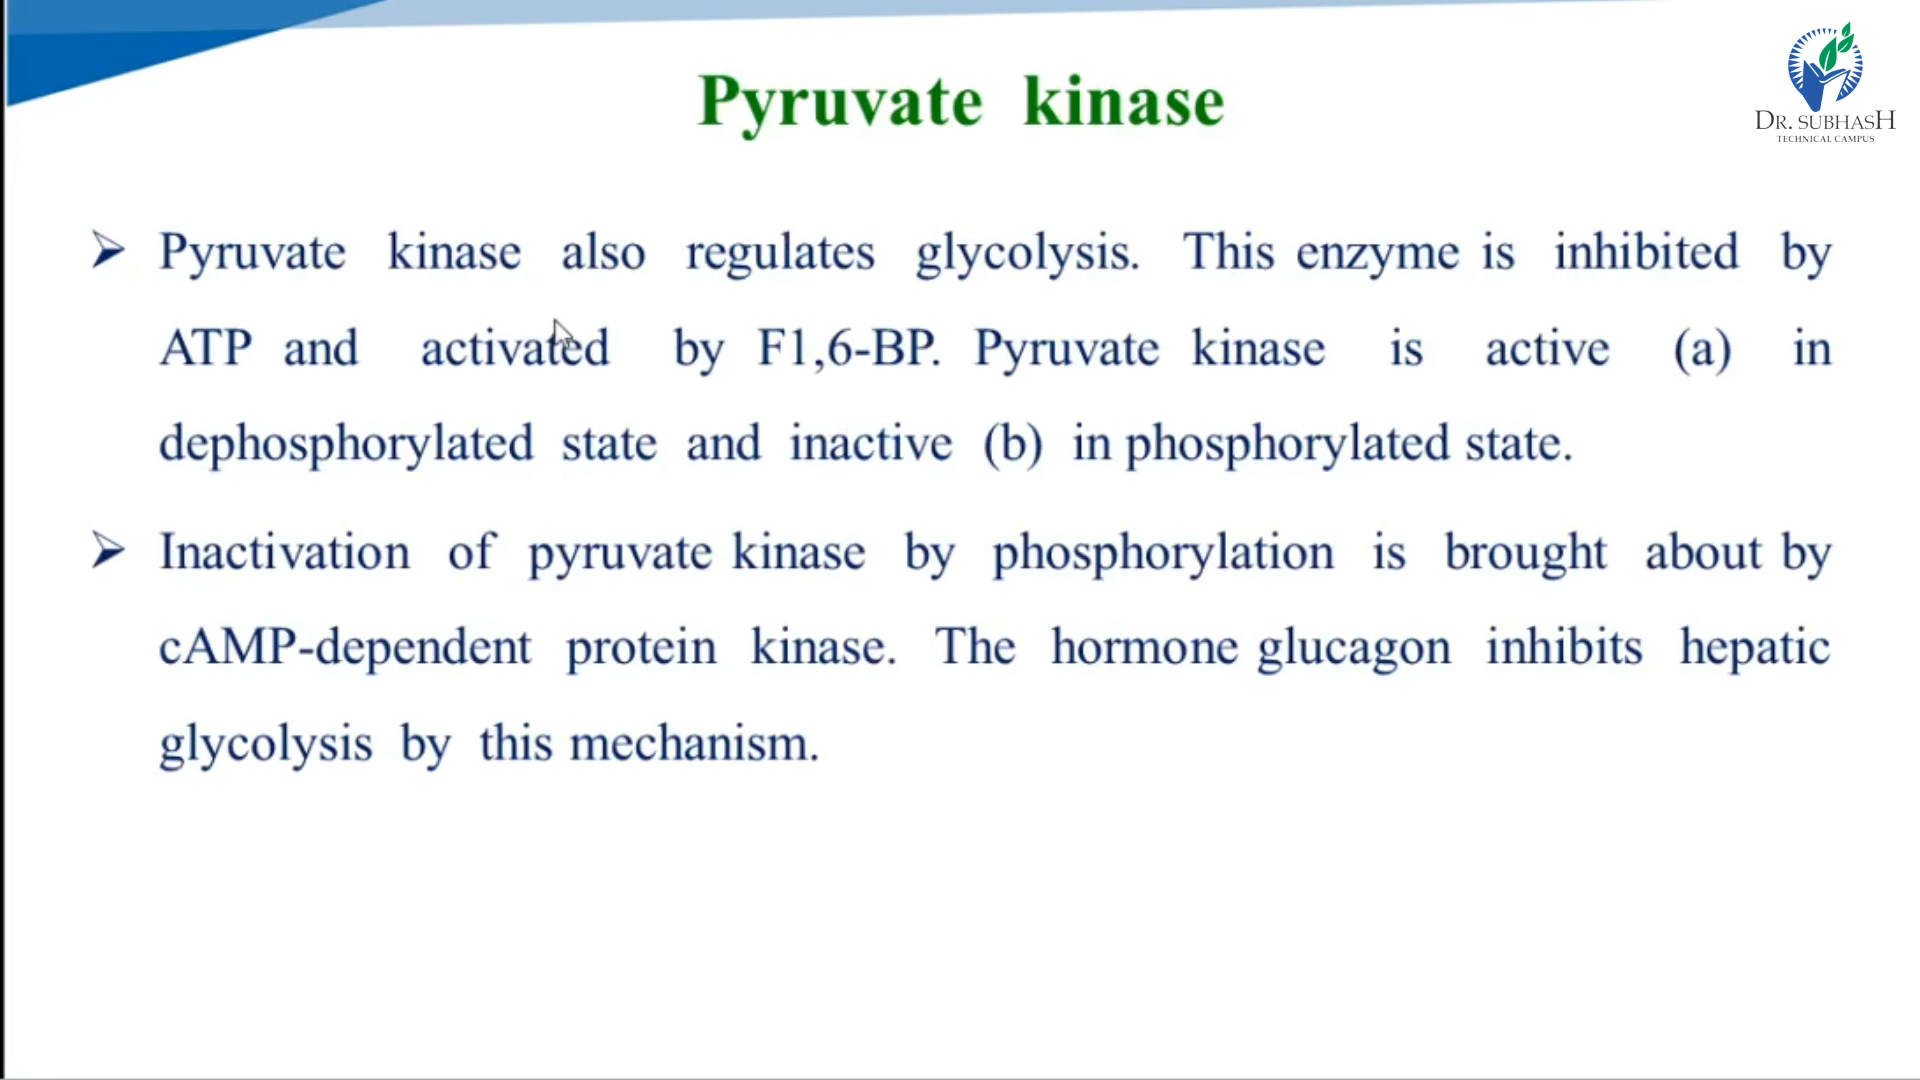 DR. SUBHASH
TECHNICAL CAMPUS
Pyruvate kinase
➢ Pyruvate kinase also regulates glycolysis. This enzyme is inhibited by
ATP and activated by F1,6-BP. Pyruvate kinase is active (a) in
dephosphorylated state and inactive (b) in phosphorylated state.
➢ Inactivation of pyruvate kinase by phosphorylation is brought about by
cAMP-dependent protein kinase. The hormone glucagon inhibits hepatic
glycolysis by this mechanism.